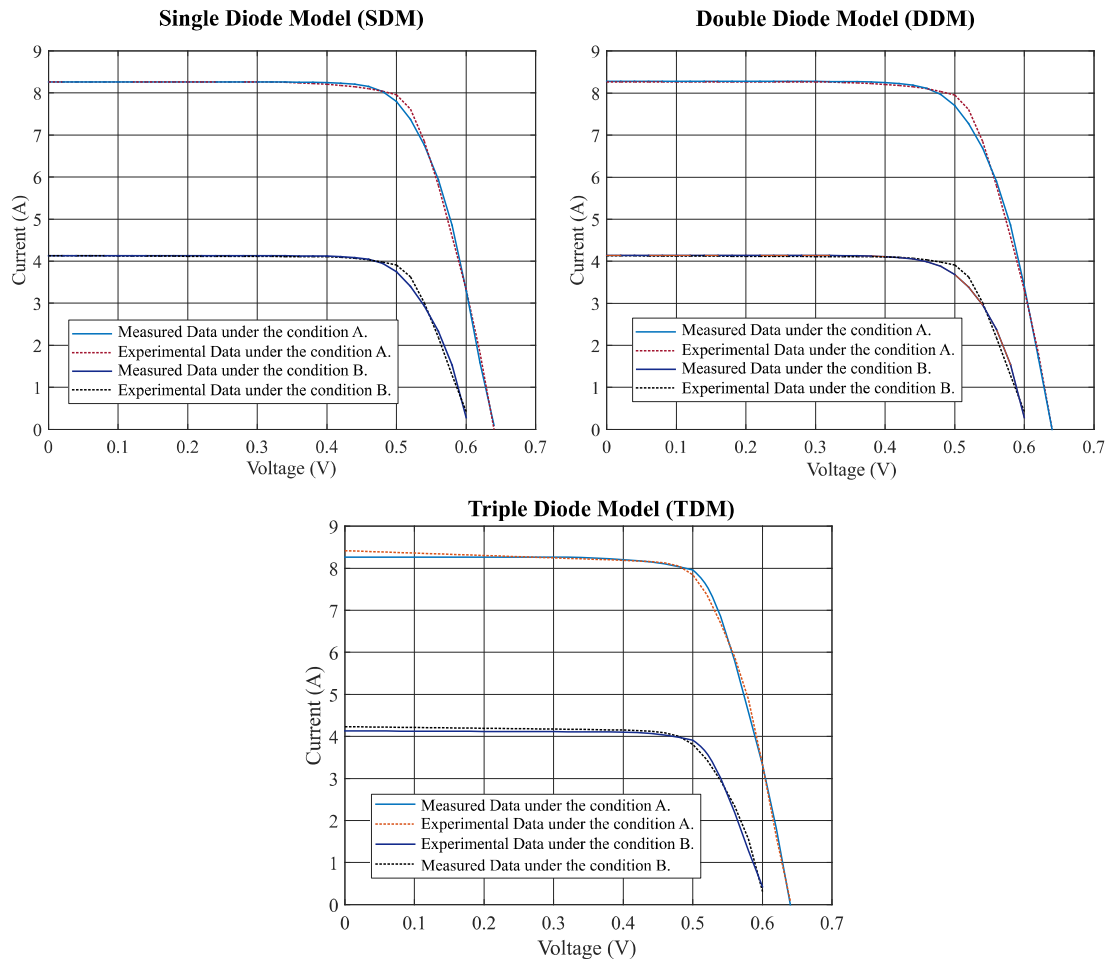 Single Diode Model (SDM)
9
8
7
6
5
4
3
2
1
0
Current (A)
Measured Data under the condition A.
Experimental Data under the condition A.
Measured Data under the condition B.
Experimental Data under the condition B.
0 0.1 0.2 0.3 0.4 0.5 0.6 0.7
Voltage (V)
Double Diode Model (DDM)
9
8
7
6
5
4
3
2
1
0
Current (A)
Measured Data under the condition A.
Experimental Data under the condition A.
Measured Data under the condition B.
Experimental Data under the condition B.
0 0.1 0.2 0.3 0.4 0.5 0.6 0.7
Voltage (V)
Triple Diode Model (TDM)
9
8
7
6
5
4
3
2
1
0
Current (A)
Measured Data under the condition A.
Experimental Data under the condition A.
Experimental Data under the condition B.
Measured Data under the condition B.
0 0.1 0.2 0.3 0.4 0.5 0.6 0.7
Voltage (V)